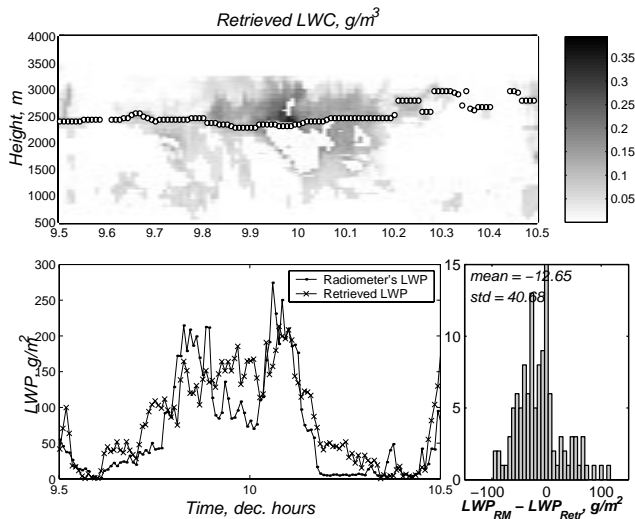 Retrieved LWC, g/m³
Height, m
4000
3500
3000
2500
2000
1500
1000
500
9.5 9.6 9.7 9.8 9.9 10 10.1 10.2 10.3 10.4 10.5
0.35
0.3
0.25
0.2
0.15
0.1
0.05
LWP, g/m²
300
250
200
150
100
50
0
Radiometer's LWP
Retrieved LWP
9.5 10 10.5
Time, dec. hours
15
10
5
0
mean = −12.65
std = 40.68
−100 0 100
LWP_RM − LWP_Retr, g/m²